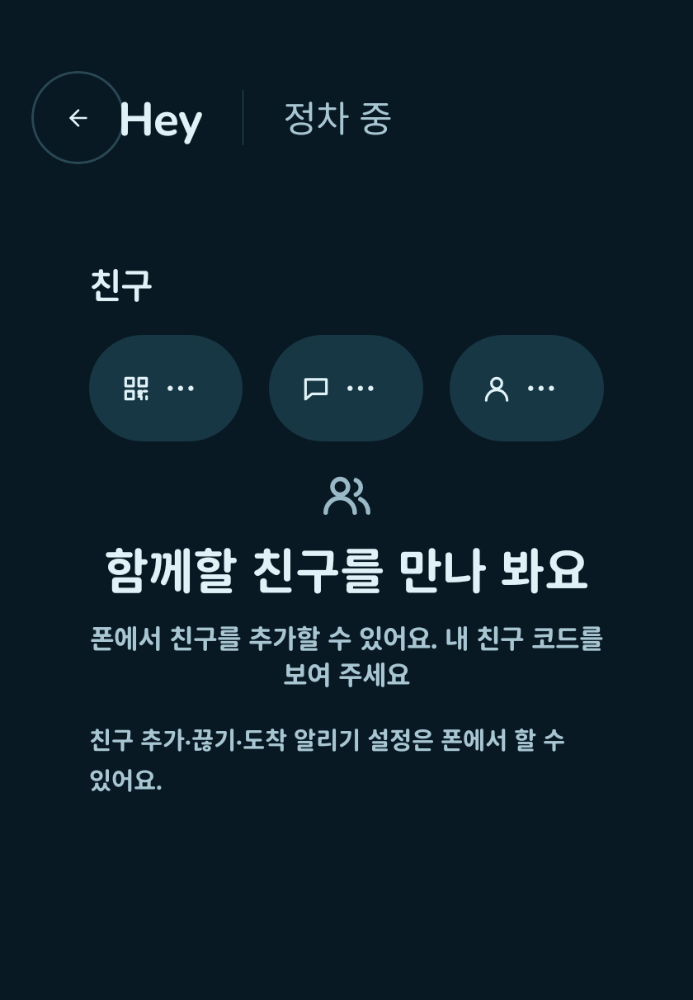 Hey
정차 중
친구
...
...
...
함께할 친구를 만나 봐요
폰에서 친구를 추가할 수 있어요. 내 친구 코드를
보여 주세요
친구 추가·끊기·도착 알리기 설정은 폰에서 할 수
있어요.